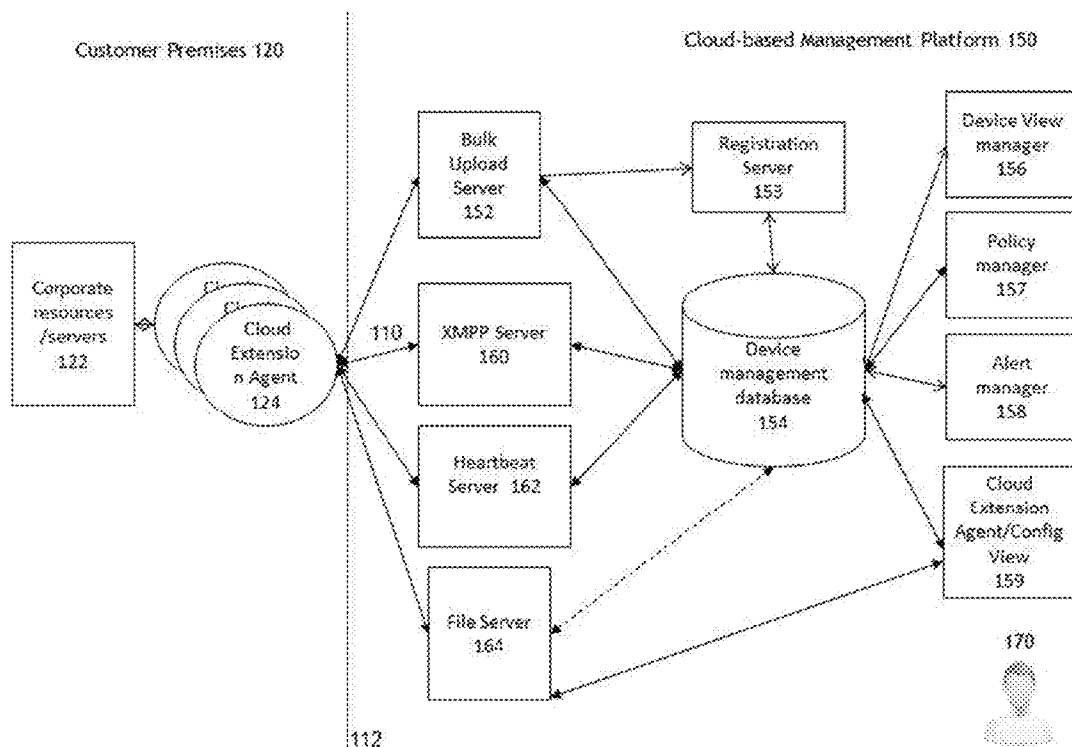 Customer Premises 120
Cloud-based Management Platform 150
Corporate
resources
/servers
122
Clou
Clou
Cloud
Extensio
n Agent
124
110
Bulk
Upload
Server
152
XMPP Server
160
Heartbeat
Server 162
File Server
164
112
Registration
Server
153
Device
management
database
154
Device View
manager
156
Policy
manager
157
Alert
manager
158
Cloud
Extension
Agent/Config
View
159
170